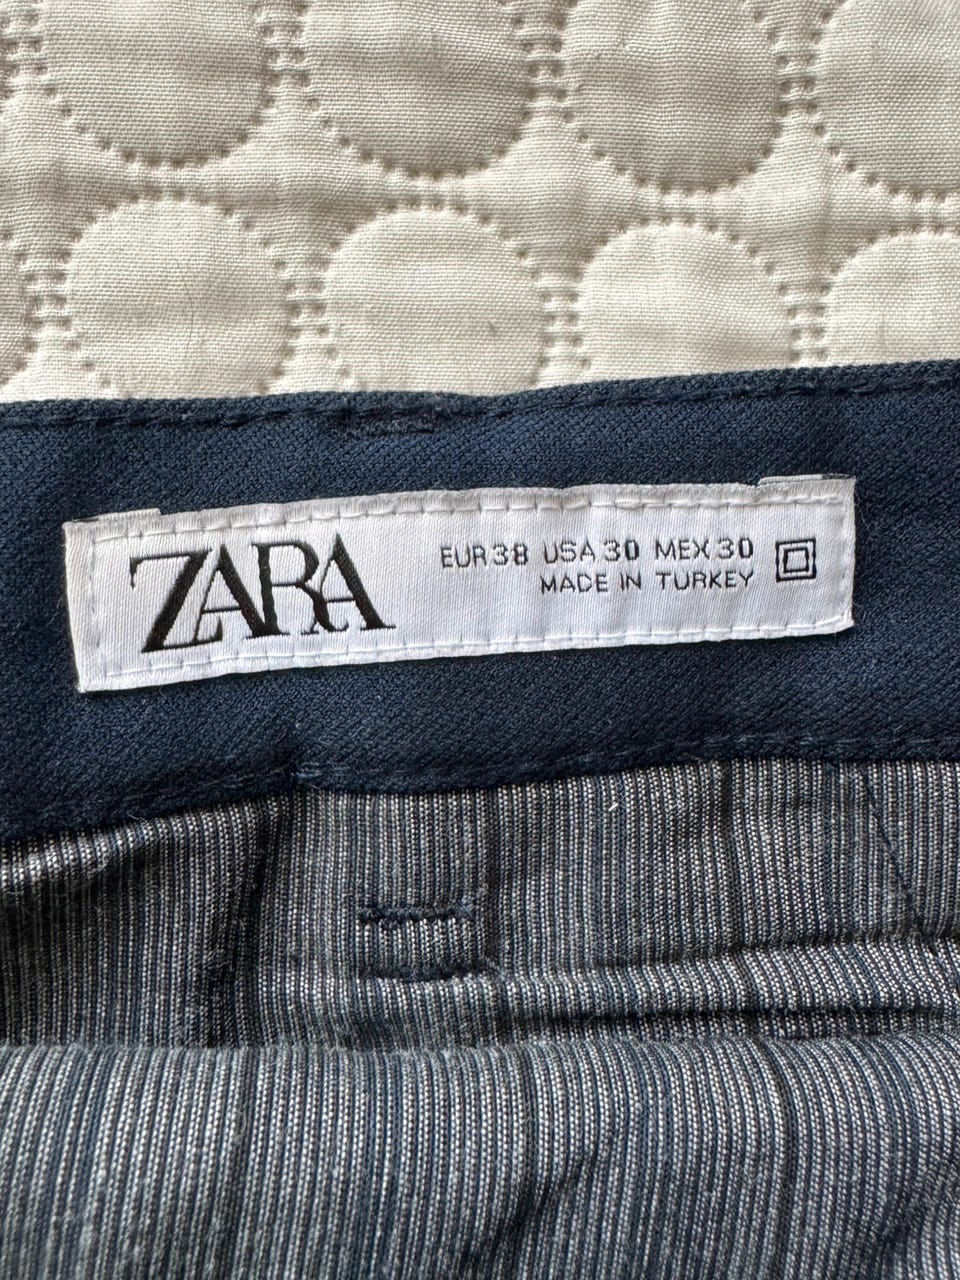 ZARA
EUR 38 USA 30 MEX 30
MADE IN TURKEY